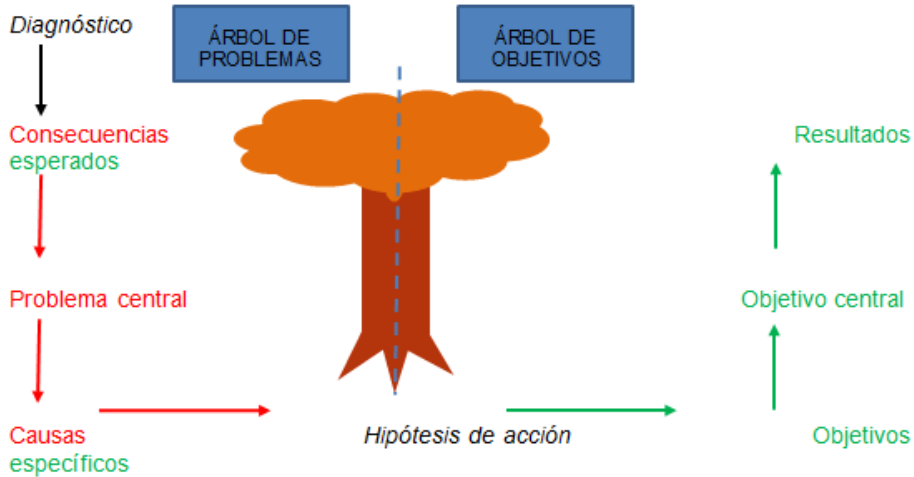 Diagnóstico
ÁRBOL DE
PROBLEMAS
ÁRBOL DE
OBJETIVOS
Consecuencias
Resultados
esperados
Problema central
Objetivo central
Hipótesis de acción
Causas
Objetivos
específicos